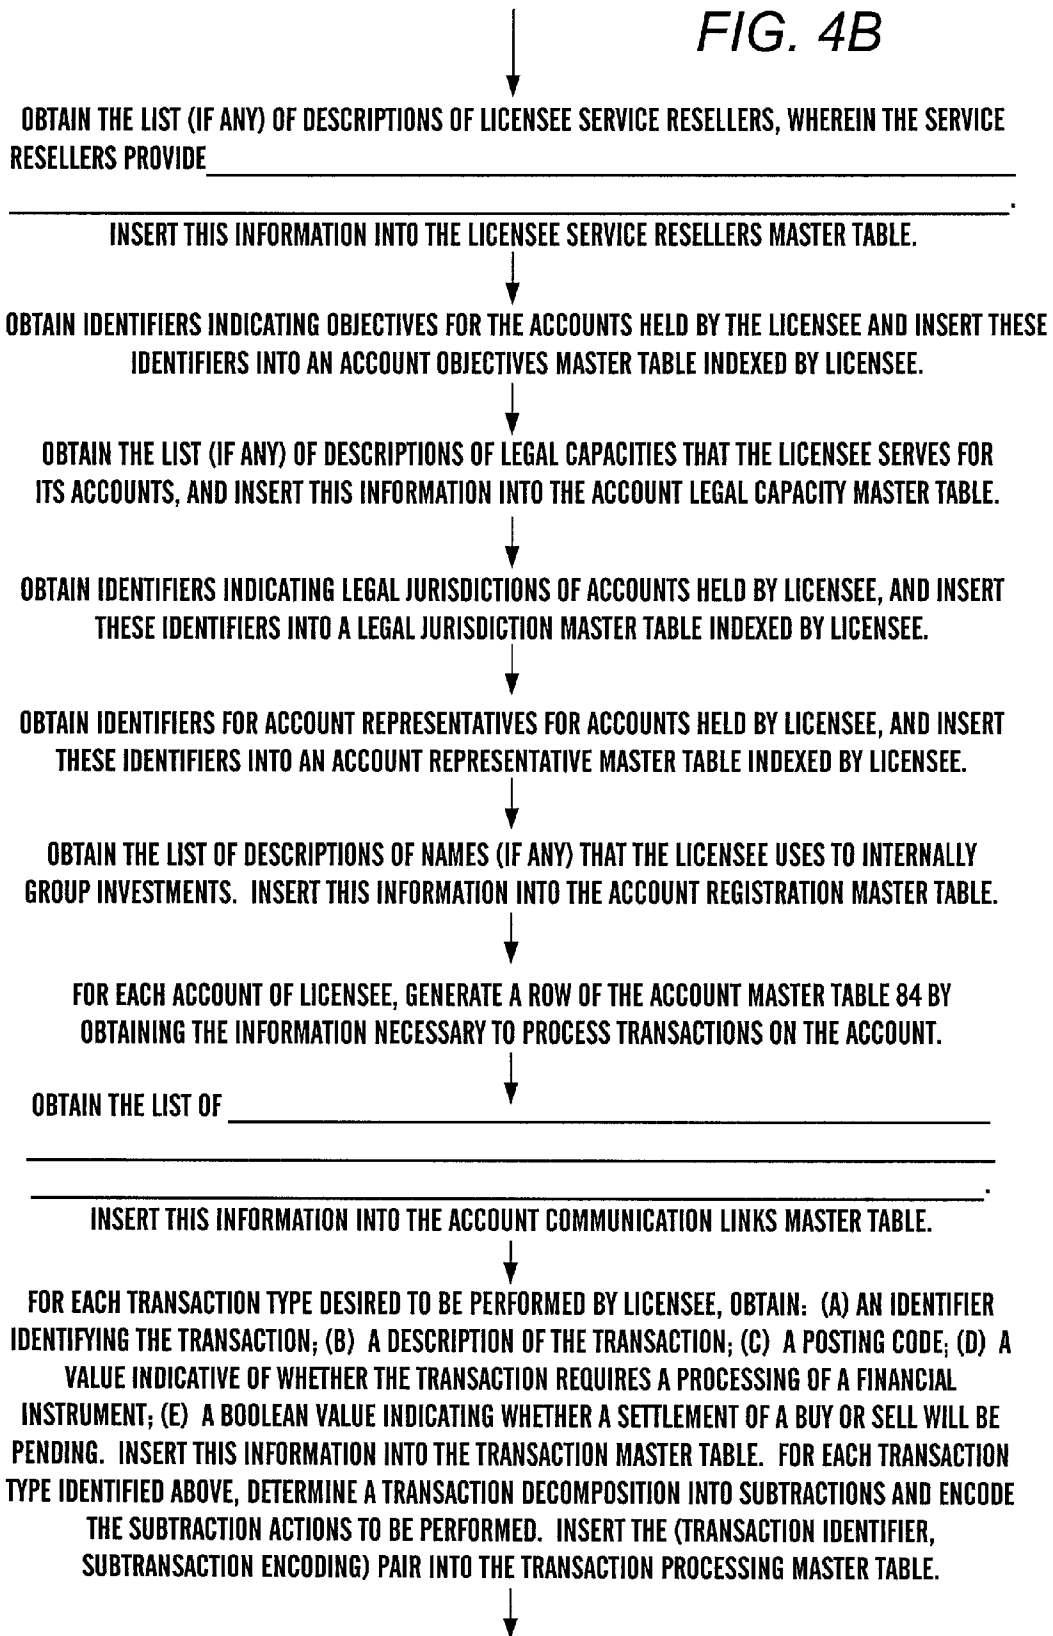 FIG. 4B
OBTAIN THE LIST (IF ANY) OF DESCRIPTIONS OF LICENSEE SERVICE RESELLERS, WHEREIN THE SERVICE
RESELLERS PROVIDE
.
INSERT THIS INFORMATION INTO THE LICENSEE SERVICE RESELLERS MASTER TABLE.
OBTAIN IDENTIFIERS INDICATING OBJECTIVES FOR THE ACCOUNTS HELD BY THE LICENSEE AND INSERT THESE
IDENTIFIERS INTO AN ACCOUNT OBJECTIVES MASTER TABLE INDEXED BY LICENSEE.
OBTAIN THE LIST (IF ANY) OF DESCRIPTIONS OF LEGAL CAPACITIES THAT THE LICENSEE SERVES FOR
ITS ACCOUNTS, AND INSERT THIS INFORMATION INTO THE ACCOUNT LEGAL CAPACITY MASTER TABLE.
OBTAIN IDENTIFIERS INDICATING LEGAL JURISDICTIONS OF ACCOUNTS HELD BY LICENSEE, AND INSERT
THESE IDENTIFIERS INTO A LEGAL JURISDICTION MASTER TABLE INDEXED BY LICENSEE.
OBTAIN IDENTIFIERS FOR ACCOUNT REPRESENTATIVES FOR ACCOUNTS HELD BY LICENSEE, AND INSERT
THESE IDENTIFIERS INTO AN ACCOUNT REPRESENTATIVE MASTER TABLE INDEXED BY LICENSEE.
OBTAIN THE LIST OF DESCRIPTIONS OF NAMES (IF ANY) THAT THE LICENSEE USES TO INTERNALLY
GROUP INVESTMENTS. INSERT THIS INFORMATION INTO THE ACCOUNT REGISTRATION MASTER TABLE.
FOR EACH ACCOUNT OF LICENSEE, GENERATE A ROW OF THE ACCOUNT MASTER TABLE 84 BY
OBTAINING THE INFORMATION NECESSARY TO PROCESS TRANSACTIONS ON THE ACCOUNT.
OBTAIN THE LIST OF
.
INSERT THIS INFORMATION INTO THE ACCOUNT COMMUNICATION LINKS MASTER TABLE.
FOR EACH TRANSACTION TYPE DESIRED TO BE PERFORMED BY LICENSEE, OBTAIN: (A) AN IDENTIFIER
IDENTIFYING THE TRANSACTION; (B) A DESCRIPTION OF THE TRANSACTION; (C) A POSTING CODE; (D) A
VALUE INDICATIVE OF WHETHER THE TRANSACTION REQUIRES A PROCESSING OF A FINANCIAL
INSTRUMENT; (E) A BOOLEAN VALUE INDICATING WHETHER A SETTLEMENT OF A BUY OR SELL WILL BE
PENDING. INSERT THIS INFORMATION INTO THE TRANSACTION MASTER TABLE. FOR EACH TRANSACTION
TYPE IDENTIFIED ABOVE, DETERMINE A TRANSACTION DECOMPOSITION INTO SUBTRACTIONS AND ENCODE
THE SUBTRACTION ACTIONS TO BE PERFORMED. INSERT THE (TRANSACTION IDENTIFIER,
SUBTRANSACTION ENCODING) PAIR INTO THE TRANSACTION PROCESSING MASTER TABLE.